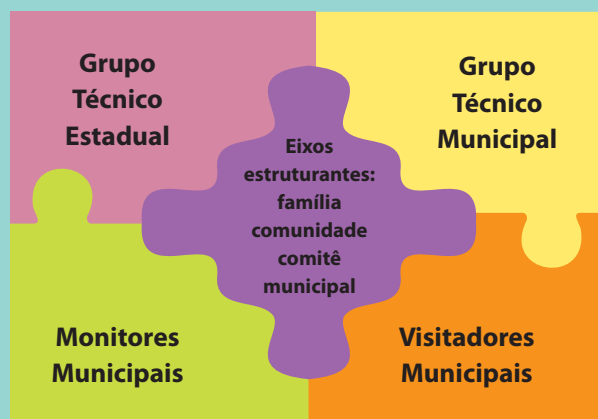 Grupo
Técnico
Estadual
Grupo
Técnico
Municipal
Eixos
estruturantes:
família
comunidade
comitê
municipal
Monitores
Municipais
Visitadores
Municipais